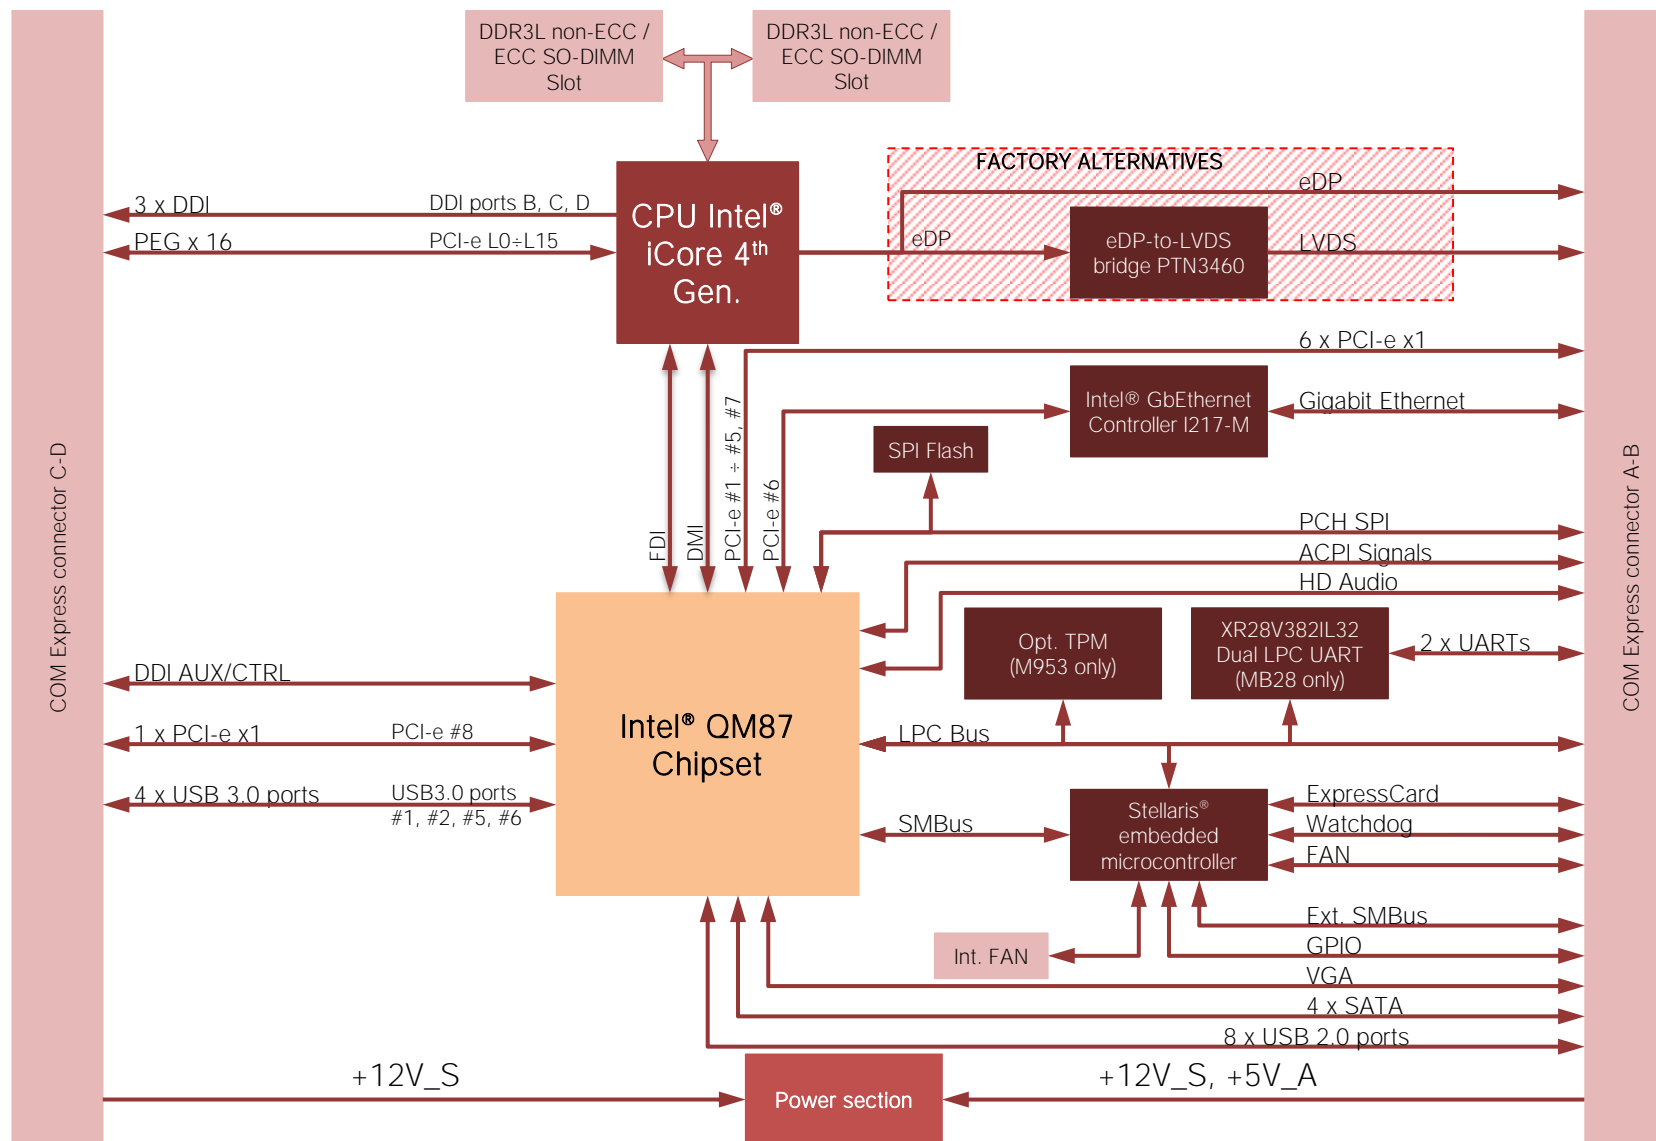 DDR3L non-ECC /
ECC SO-DIMM
Slot
DDR3L non-ECC /
ECC SO-DIMM
Slot
FACTORY ALTERNATIVES
eDP
3 x DDI
DDI ports B, C, D
CPU Intel®
iCore 4th
Gen.
PEG x 16
PCI-e L0÷L15
eDP
eDP-to-LVDS
bridge PTN3460
LVDS
6 x PCI-e x1
Intel® GbEthernet
Controller I217-M
Gigabit Ethernet
SPI Flash
FDI
DMI
PCI-e #1 ÷ #5, #7
PCI-e #6
PCH SPI
ACPI Signals
HD Audio
COM Express connector C-D
COM Express connector A-B
Opt. TPM
(M953 only)
XR28V382IL32
Dual LPC UART
(MB28 only)
2 x UARTs
DDI AUX/CTRL
Intel® QM87
Chipset
1 x PCI-e x1
PCI-e #8
LPC Bus
4 x USB 3.0 ports
USB3.0 ports
#1, #2, #5, #6
SMBus
Stellaris®
embedded
microcontroller
ExpressCard
Watchdog
FAN
Ext. SMBus
GPIO
Int. FAN
VGA
4 x SATA
8 x USB 2.0 ports
+12V_S
+12V_S, +5V_A
Power section